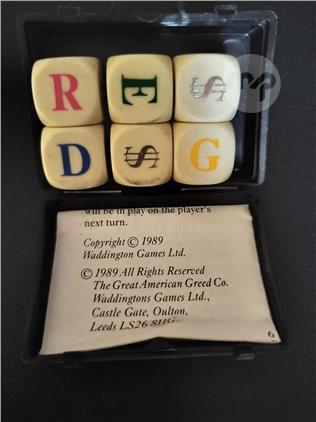 R E $
D $ G
will be in play on the player's
next turn.
Copyright © 1989
Waddington Games Ltd.
© 1989 All Rights Reserved
The Great American Greed Co.
Waddingtons Games Ltd.,
Castle Gate, Oulton,
Leeds LS26 8HG.
6